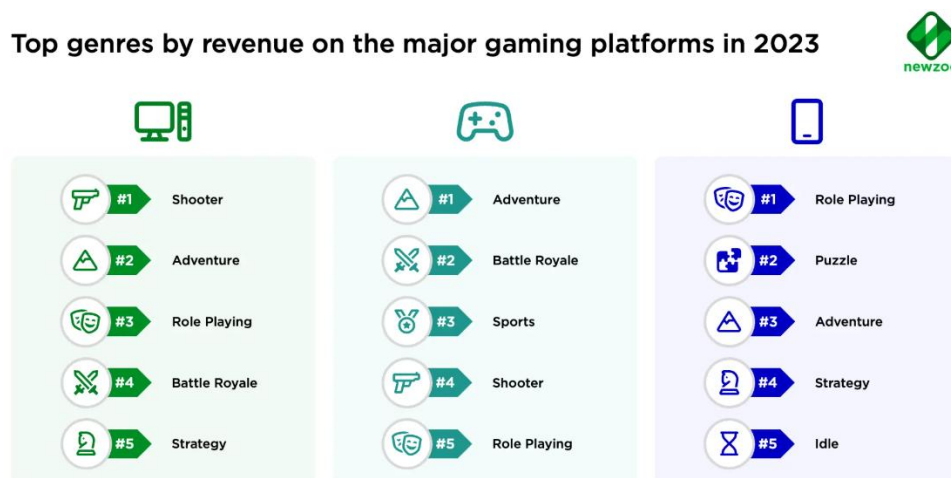 Top genres by revenue on the major gaming platforms in 2023
newzoo
#1 Shooter
#2 Adventure
#3 Role Playing
#4 Battle Royale
#5 Strategy
#1 Adventure
#2 Battle Royale
#3 Sports
#4 Shooter
#5 Role Playing
#1 Role Playing
#2 Puzzle
#3 Adventure
#4 Strategy
#5 Idle